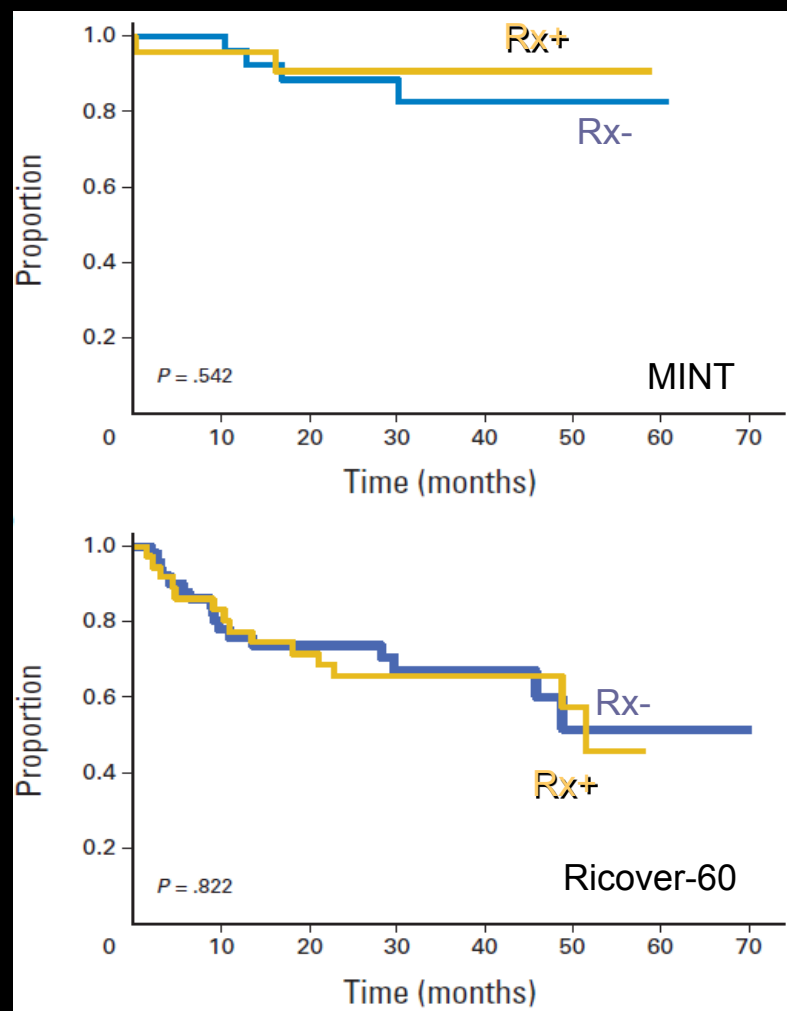 1.0
0.8
0.6
0.4
0.2
Proportion
Rx+
Rx-
P = .542
MINT
0 10 20 30 40 50 60 70
Time (months)
1.0
0.8
0.6
0.4
0.2
Proportion
Rx-
Rx+
P = .822
Ricover-60
0 10 20 30 40 50 60 70
Time (months)